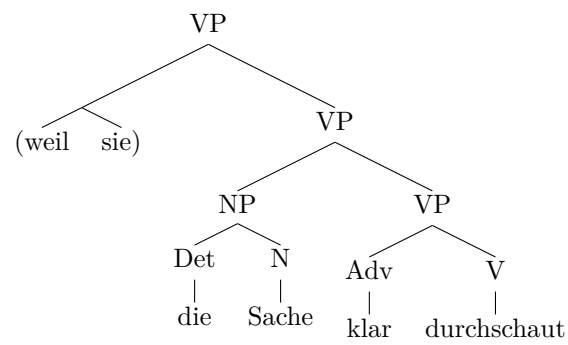 VP
(weil sie) VP
NP VP
Det N Adv V
die Sache klar durchschaut